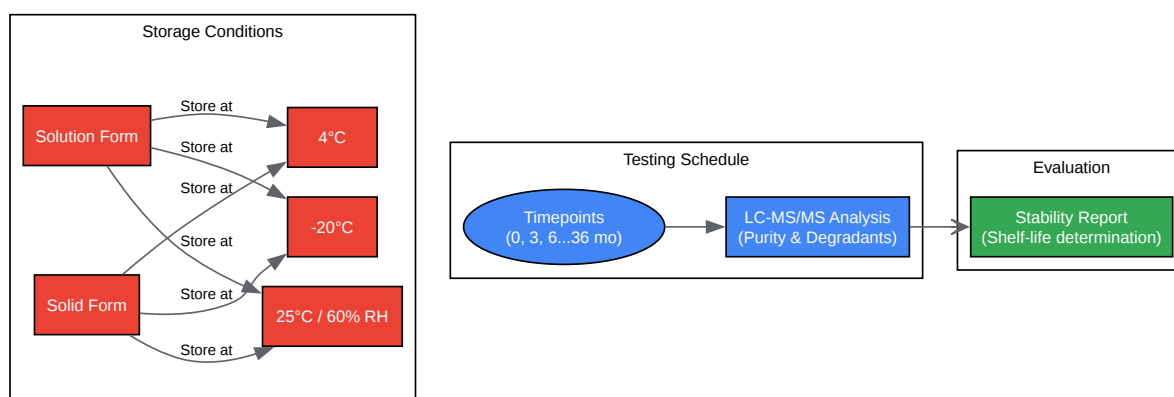 Storage Conditions
Solution Form
Solid Form
Store at
Store at
Store at
Store at
Store at
Store at
4°C
-20°C
25°C / 60% RH
Testing Schedule
Timepoints
(0, 3, 6...36 mo)
LC-MS/MS Analysis
(Purity & Degradants)
Evaluation
Stability Report
(Shelf-life determination)